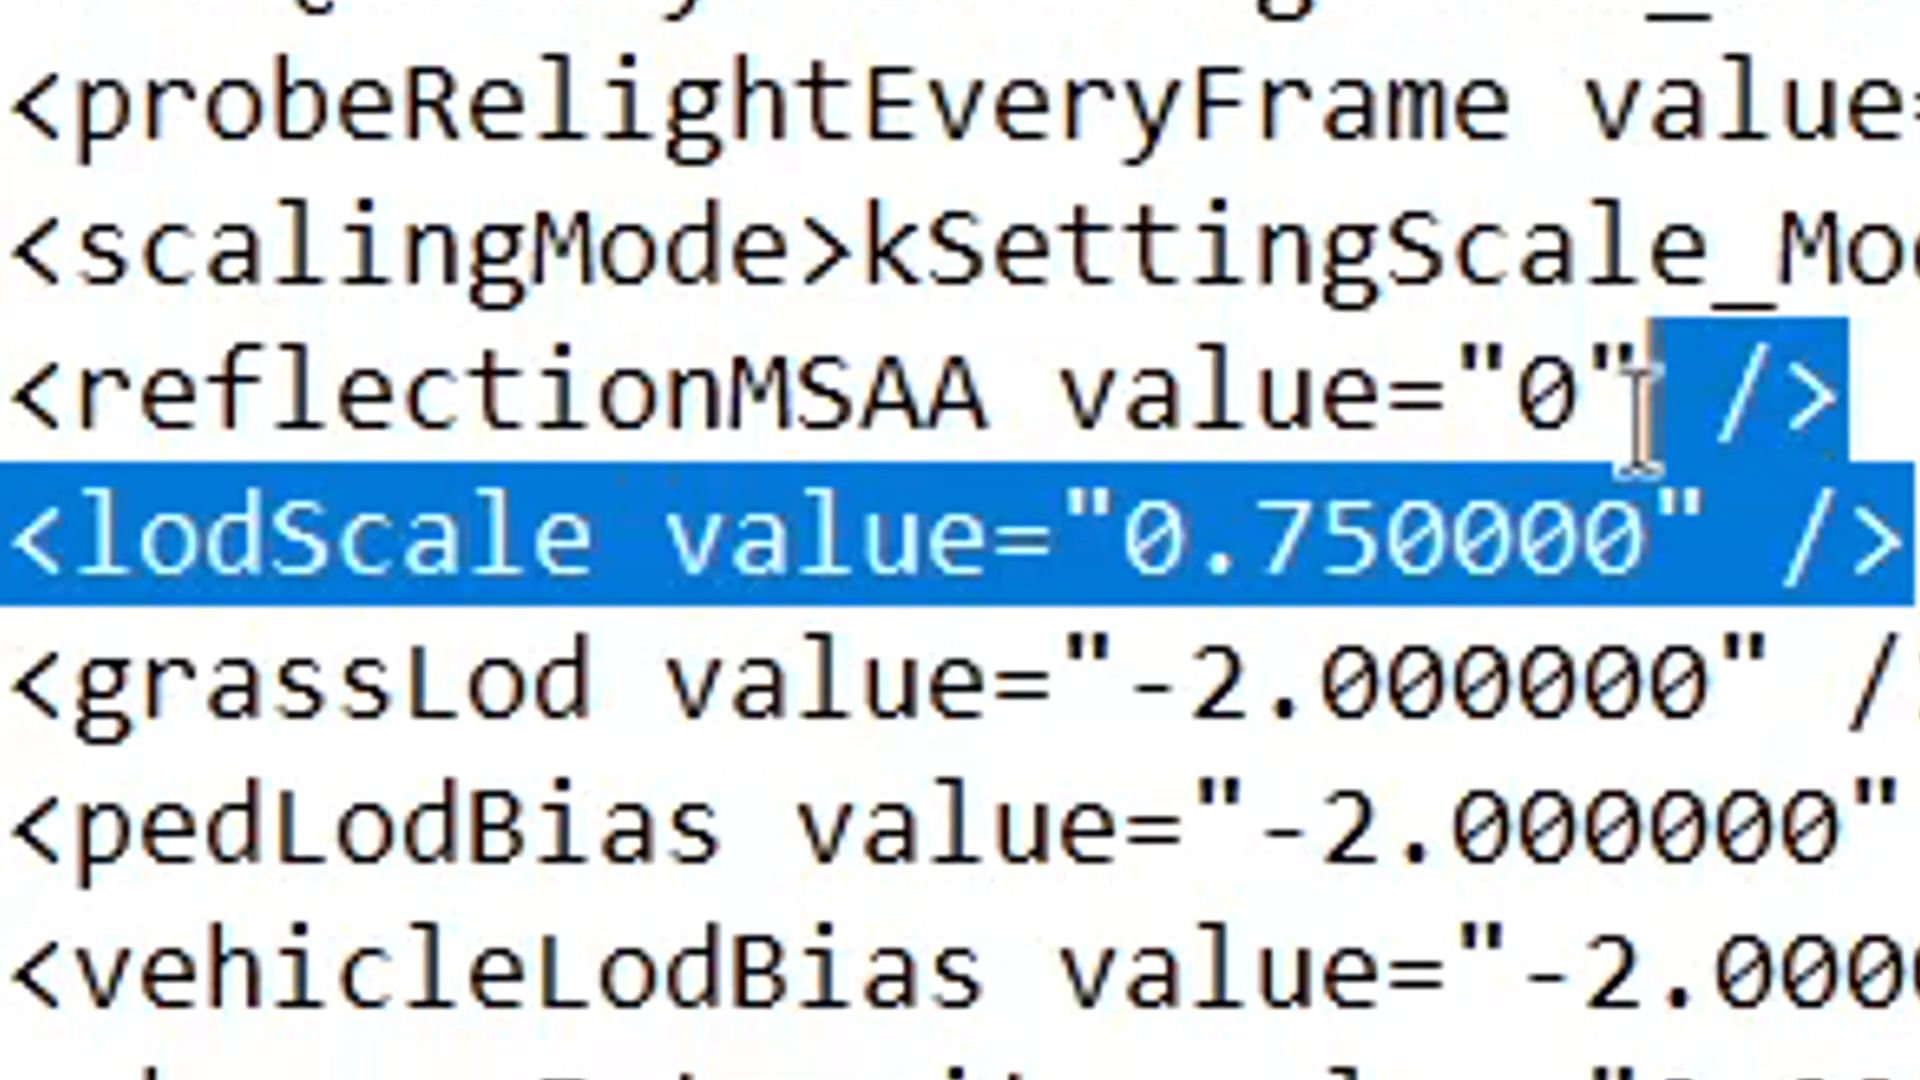 <probeRelightEveryFrame value=
<scalingMode>kSettingScale_Mo
<reflectionMSAA value="0" />
<lodScale value="0.750000" />
<grassLod value="-2.000000" /
<pedLodBias value="-2.000000"
<vehicleLodBias value="-2.000